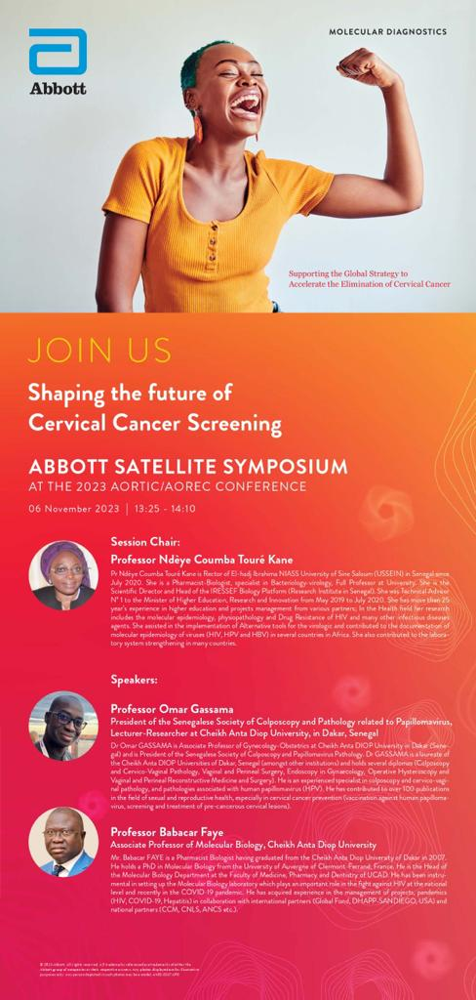 Abbott
MOLECULAR DIAGNOSTICS
Supporting the Global Strategy to
Accelerate the Elimination of Cervical Cancer
JOIN US
Shaping the future of
Cervical Cancer Screening
ABBOTT SATELLITE SYMPOSIUM
AT THE 2023 AORTIC/AOREC CONFERENCE
06 November 2023 | 13:25 - 14:10
Session Chair:
Professor Ndèye Coumba Touré Kane
Pr Ndèye Coumba Touré Kane is Rector of El-hadj Ibrahima NIASS University of Sine Saloum (USSEIN) in Senegal since
July 2020. She is a Pharmacist-Biologist, specialist in Bacteriology-virology, Full Professor at University. She is the
Scientific Director and Head of the IRESSEF Biology Platform (Research Institute in Senegal). She was Technical Advisor
N° 1 to the Minister of Higher Education, Research and Innovation from May 2019 to July 2020. She has more than 25
year's experience in higher education and projects management from various partners; In the Health field her research
includes the molecular epidemiology, physiopathology and Drug Resistance of HIV and many other infectious diseases
agents. She assisted in the implementation of Alternative tools for the virologic and contributed to the documentation of
molecular epidemiology of viruses (HIV, HPV and HBV) in several countries in Africa. She also contributed to the labora-
tory system strengthening in many countries.
Speakers:
Professor Omar Gassama
President of the Senegalese Society of Colposcopy and Pathology related to Papillomavirus,
Lecturer-Researcher at Cheikh Anta Diop University, in Dakar, Senegal
Dr Omar GASSAMA is Associate Professor of Gynecology-Obstetrics at Cheikh Anta DIOP University in Dakar (Sene-
gal) and is President of the Senegalese Society of Colposcopy and Papillomavirus Pathology. Dr GASSAMA is a laureate of
the Cheikh Anta DIOP Universities of Dakar, Senegal (amongst other institutions) and holds several diplomas (Colposcopy
and Cervico-Vaginal Pathology, Vaginal and Perineal Surgery, Endoscopy in Gynaecology, Operative Hysteroscopy and
Vaginal and Perineal Reconstructive Medicine and Surgery). He is an experienced specialist in colposcopy and cervico-vagi-
nal pathology, and pathologies associated with human papillomavirus (HPV). He has contributed to over 100 publications
in the field of sexual and reproductive health, especially in cervical cancer prevention (vaccination against human papilloma-
virus, screening and treatment of pre-cancerous cervical lesions).
Professor Babacar Faye
Associate Professor of Molecular Biology, Cheikh Anta Diop University
Mr. Babacar FAYE is a Pharmacist Biologist having graduated from the Cheikh Anta Diop University of Dakar in 2007.
He holds a PhD in Molecular Biology from the University of Auvergne of Clermont-Ferrand, France. He is the Head of
the Molecular Biology Department at the Faculty of Medicine, Pharmacy and Dentistry of UCAD. He has been instru-
mental in setting up the Molecular Biology laboratory which plays an important role in the fight against HIV at the national
level and recently in the COVID-19 pandemic. He has acquired experience in the management of projects; pandemics
(HIV, COVID-19, Hepatitis) in collaboration with international partners (Global Fund, DHAPP-SANDIEGO, USA) and
national partners (CCM, CNLS, ANCS etc.).